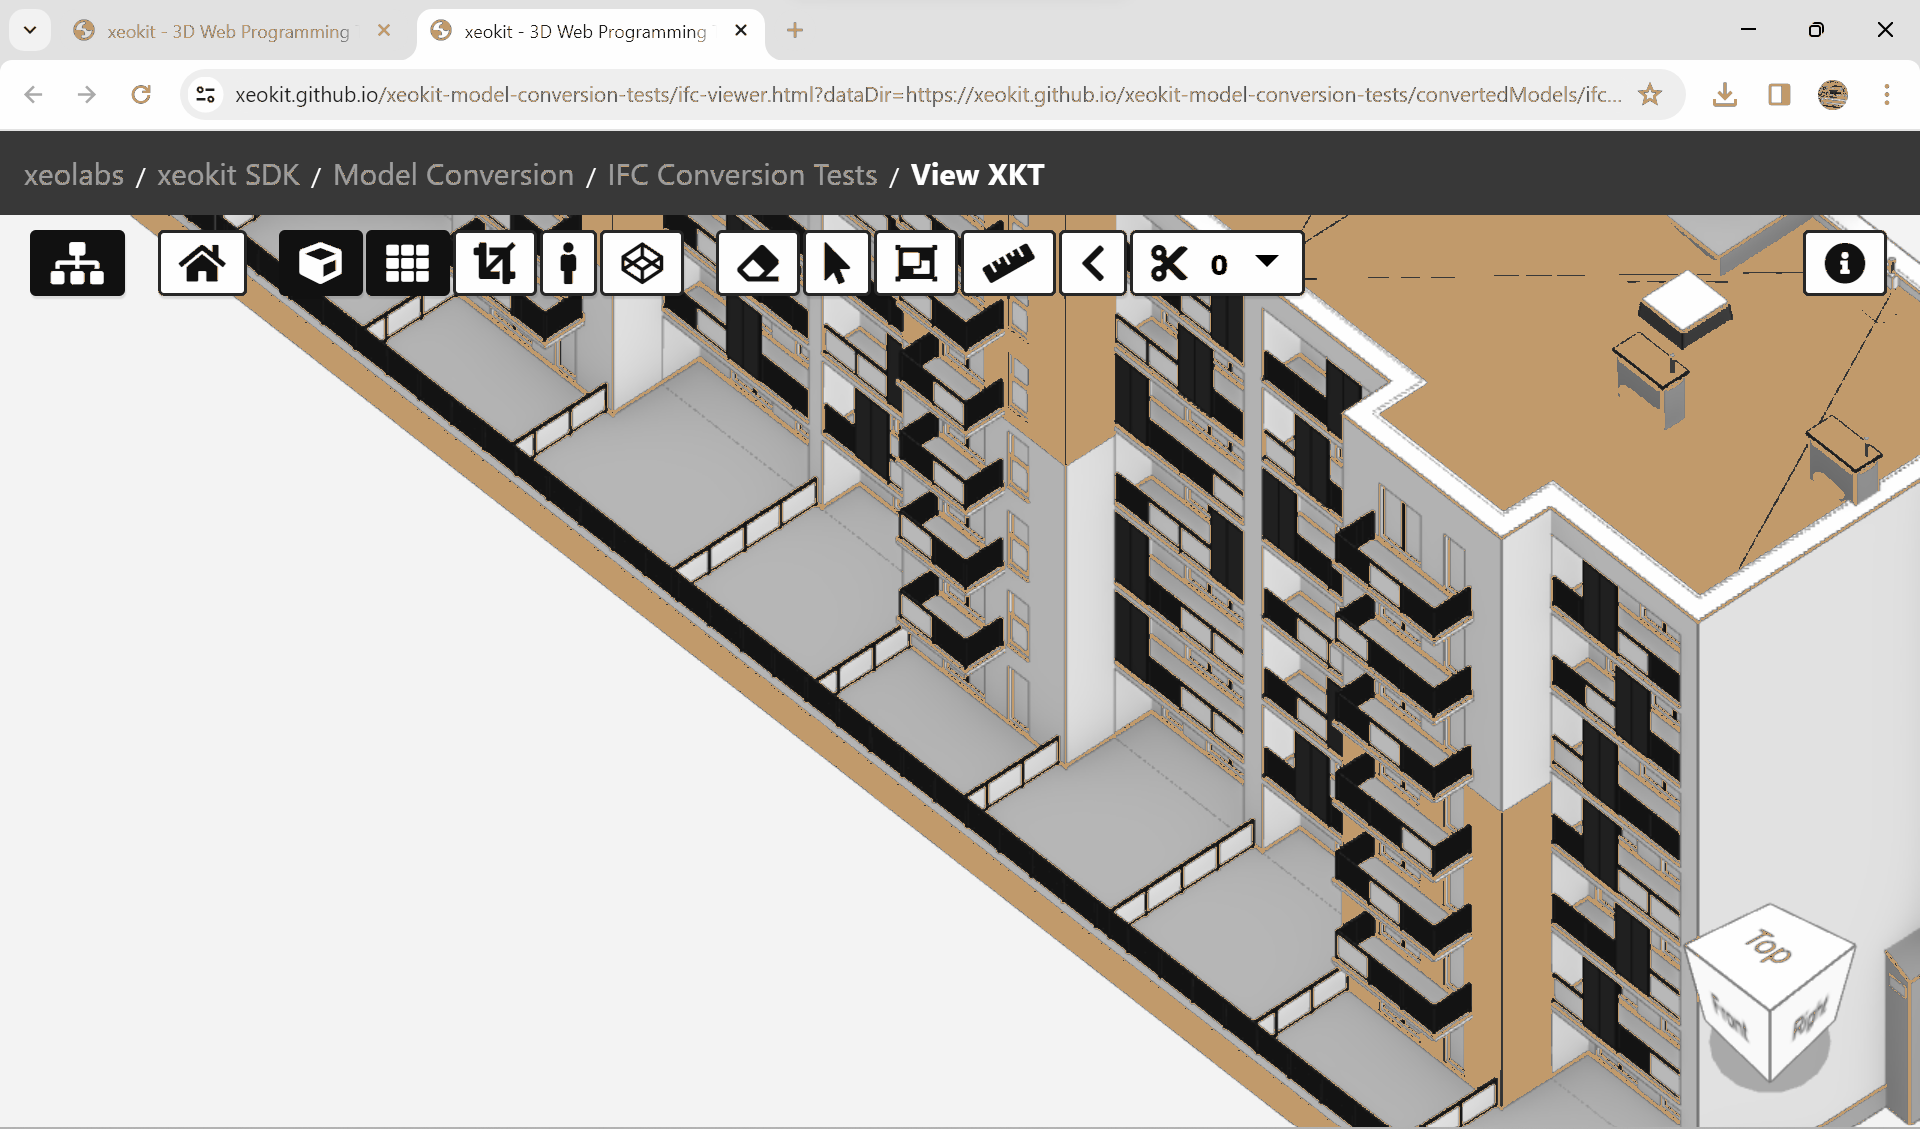 xeokit - 3D Web Programming
xeokit - 3D Web Programming
xeokit.github.io/xeokit-model-conversion-tests/ifc-viewer.html?dataDir=https://xeokit.github.io/xeokit-model-conversion-tests/convertedModels/ifc...
xeolabs / xeokit SDK / Model Conversion / IFC Conversion Tests / View XKT
0
Top
Front
Right